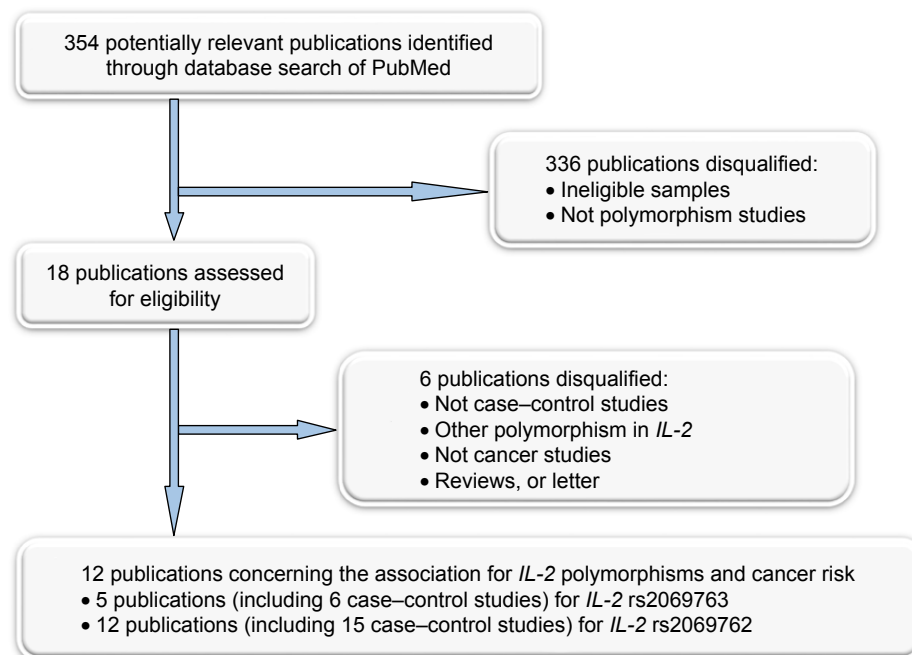 354 potentially relevant publications identified
through database search of PubMed
336 publications disqualified:
• Ineligible samples
• Not polymorphism studies
18 publications assessed
for eligibility
6 publications disqualified:
• Not case–control studies
• Other polymorphism in IL-2
• Not cancer studies
• Reviews, or letter
12 publications concerning the association for IL-2 polymorphisms and cancer risk
• 5 publications (including 6 case–control studies) for IL-2 rs2069763
• 12 publications (including 15 case–control studies) for IL-2 rs2069762